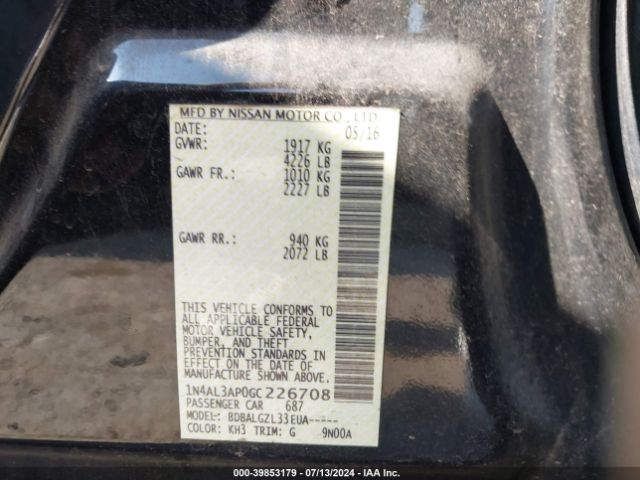 MFD BY NISSAN MOTOR CO., LTD
DATE: 05/16
GVWR: 1917 KG
4226 LB
GAWR FR.: 1010 KG
2227 LB
GAWR RR.: 940 KG
2072 LB
THIS VEHICLE CONFORMS TO
ALL APPLICABLE FEDERAL
MOTOR VEHICLE SAFETY,
BUMPER, AND THEFT
PREVENTION STANDARDS IN
EFFECT ON THE DATE OF
MANUFACTURE SHOWN ABOVE.
1N4AL3AP0GC226708
PASSENGER CAR 687
MODEL: BDBALGZL33EUA-----
COLOR: KH3 TRIM: G 9N00A
000-39853179 - 07/13/2024 - IAA Inc.